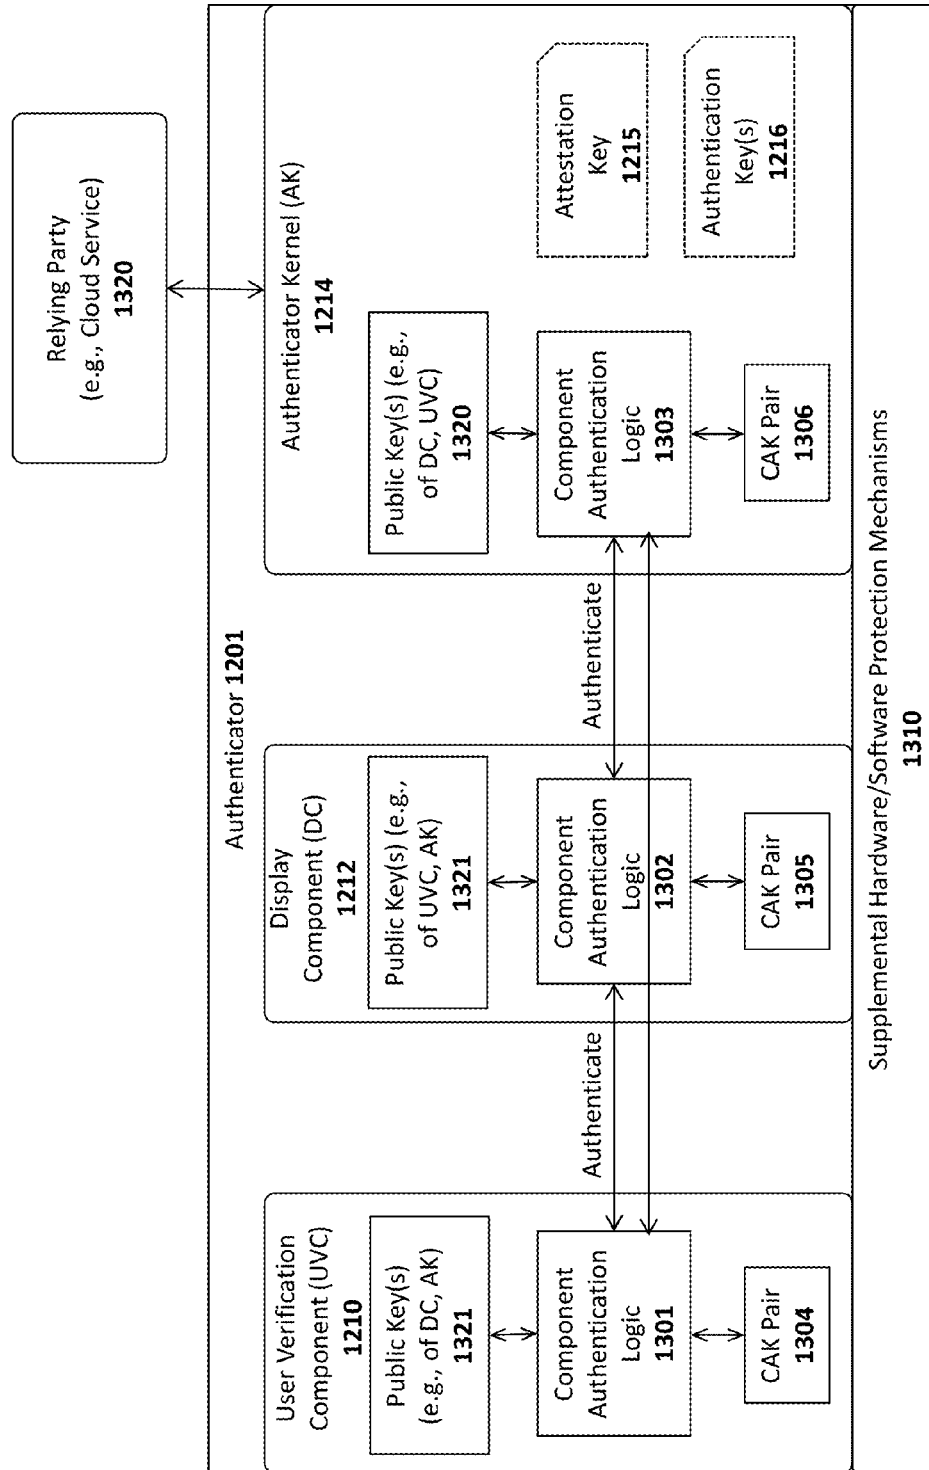 Relying Party
(e.g., Cloud Service)
1320
Authenticator 1201
User Verification
Component (UVC)
1210
Public Key(s)
(e.g., of DC, AK)
1321
Component
Authentication
Logic
1301
CAK Pair
1304
Authenticate
Display
Component (DC)
1212
Public Key(s) (e.g.,
of UVC, AK)
1321
Component
Authentication
Logic
1302
CAK Pair
1305
Authenticate
Authenticator Kernel (AK)
1214
Public Key(s) (e.g.,
of DC, UVC)
1320
Component
Authentication
Logic
1303
CAK Pair
1306
Attestation
Key
1215
Authentication
Key(s)
1216
Supplemental Hardware/Software Protection Mechanisms
1310